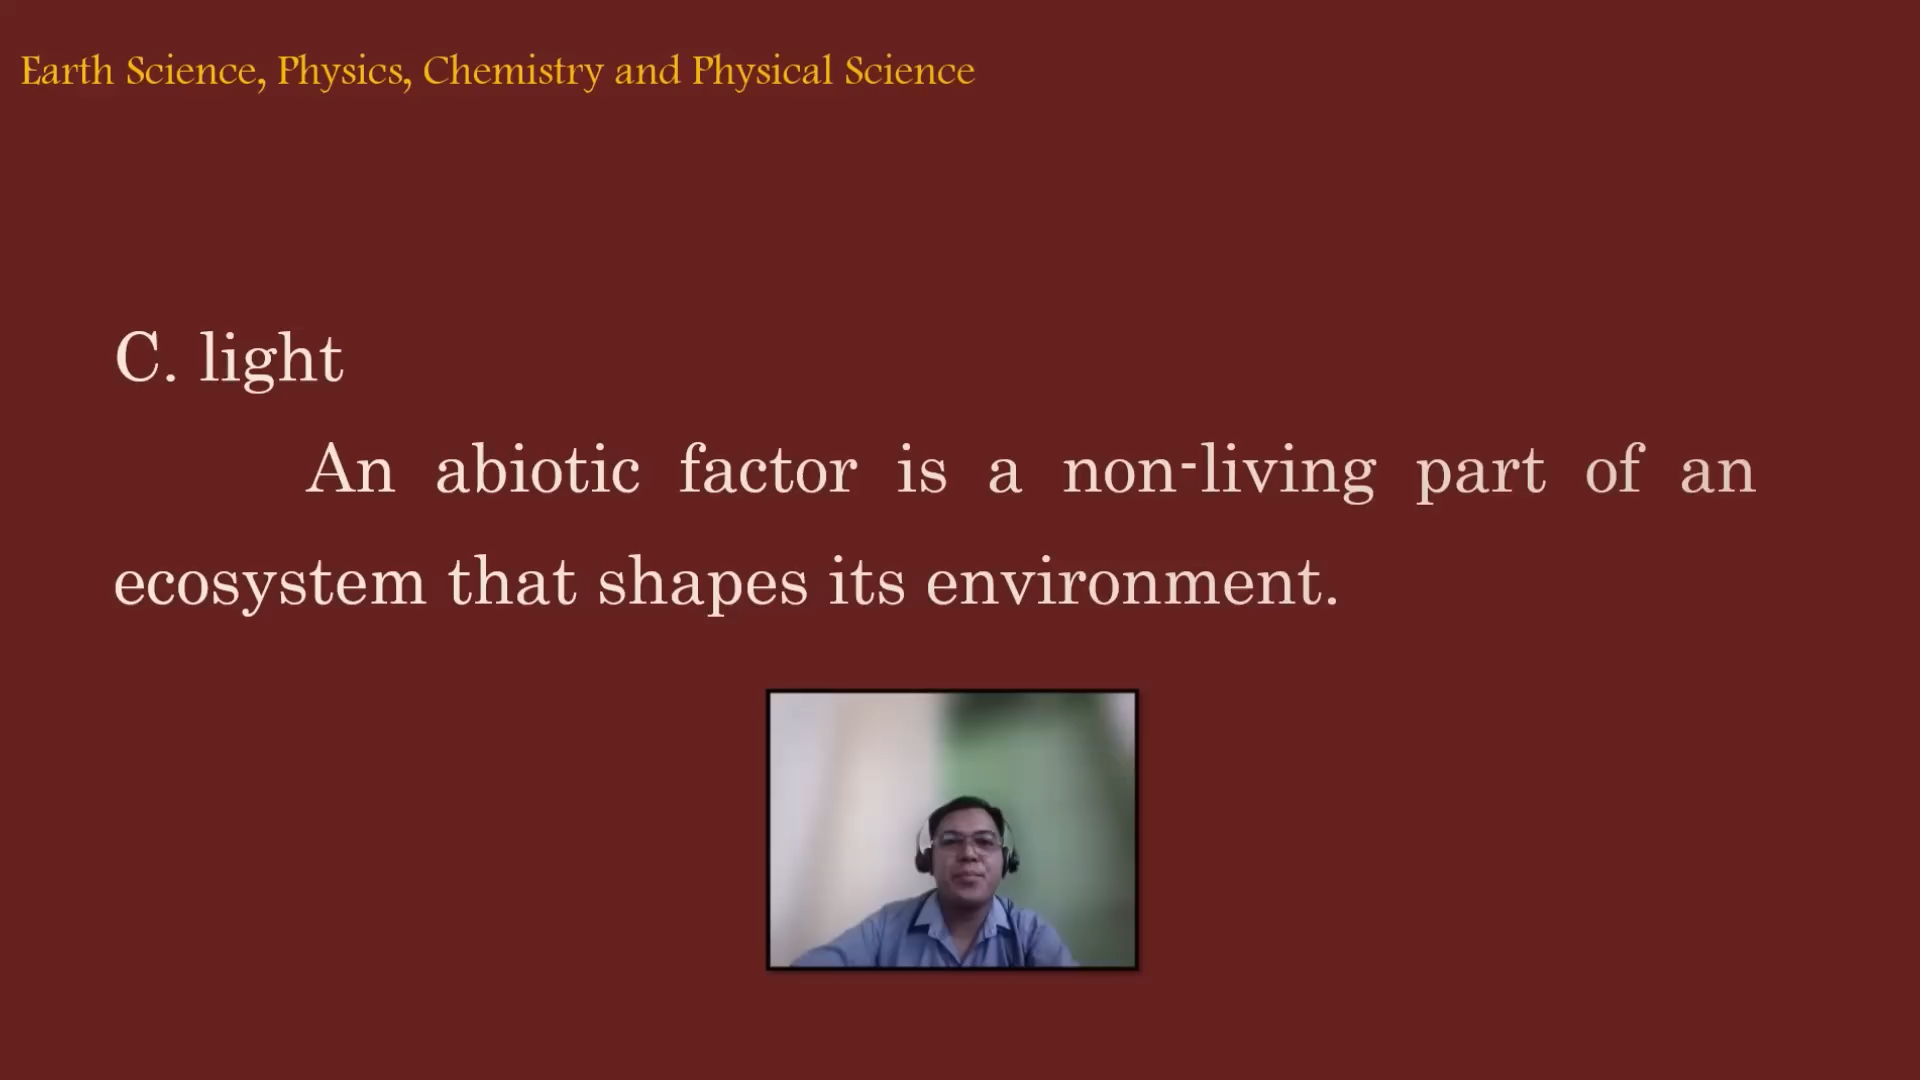 Earth Science, Physics, Chemistry and Physical Science
C. light
An abiotic factor is a non-living part of an
ecosystem that shapes its environment.